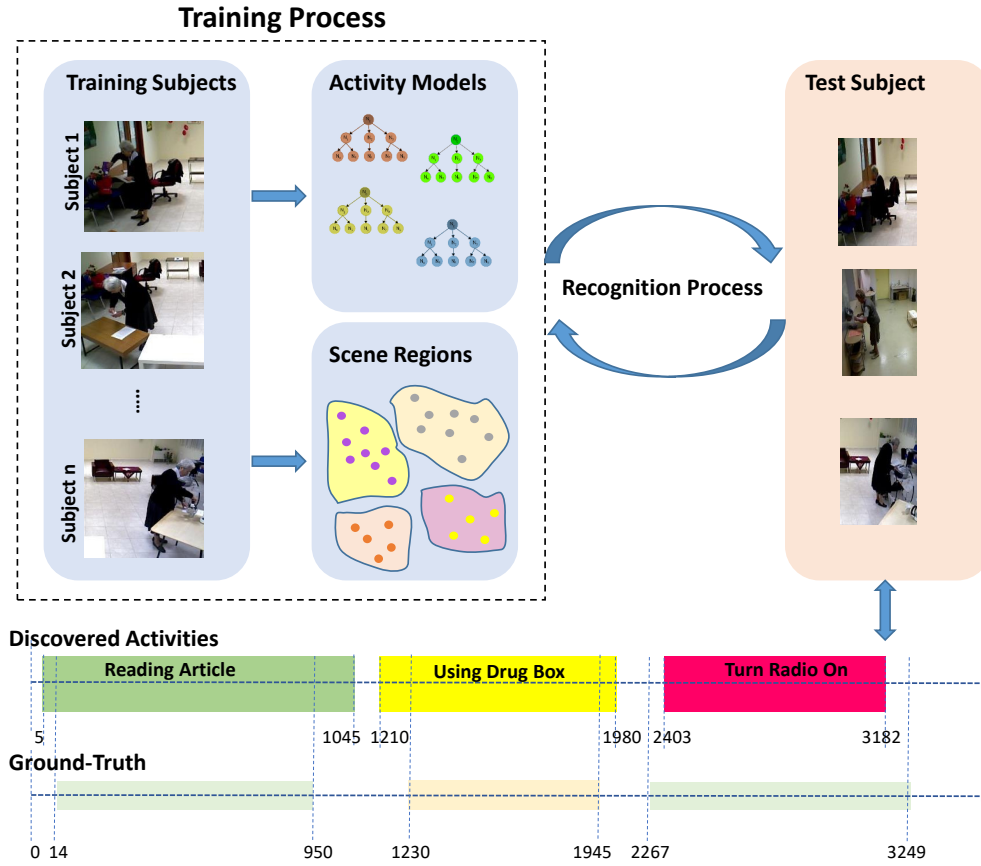 Training Process
Training Subjects
Activity Models
Test Subject
Subject 1
Subject 2
......
Subject n
Recognition Process
Scene Regions
Discovered Activities
Reading Article
Using Drug Box
Turn Radio On
5 1045 1210 1980 2403 3182
Ground-Truth
0 14 950 1230 1945 2267 3249